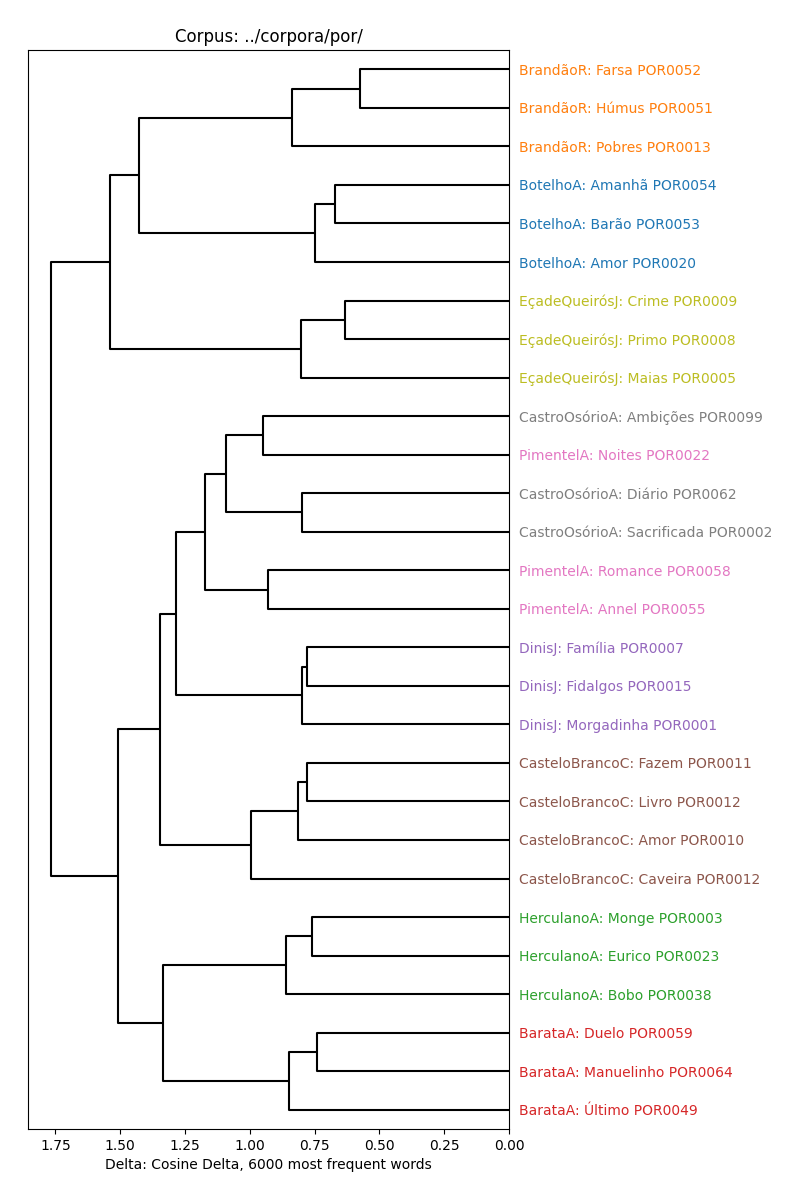 Corpus: ../corpora/por/
BrandãoR: Farsa POR0052
BrandãoR: Húmus POR0051
BrandãoR: Pobres POR0013
BotelhoA: Amanhã POR0054
BotelhoA: Barão POR0053
BotelhoA: Amor POR0020
EçadeQueirósJ: Crime POR0009
EçadeQueirósJ: Primo POR0008
EçadeQueirósJ: Maias POR0005
CastroOsórioA: Ambições POR0099
PimentelA: Noites POR0022
CastroOsórioA: Diário POR0062
CastroOsórioA: Sacrificada POR0002
PimentelA: Romance POR0058
PimentelA: Annel POR0055
DinisJ: Família POR0007
DinisJ: Fidalgos POR0015
DinisJ: Morgadinha POR0001
CasteloBrancoC: Fazem POR0011
CasteloBrancoC: Livro POR0012
CasteloBrancoC: Amor POR0010
CasteloBrancoC: Caveira POR0012
HerculanoA: Monge POR0003
HerculanoA: Eurico POR0023
HerculanoA: Bobo POR0038
BarataA: Duelo POR0059
BarataA: Manuelinho POR0064
BarataA: Último POR0049
1.75 1.50 1.25 1.00 0.75 0.50 0.25 0.00
Delta: Cosine Delta, 6000 most frequent words